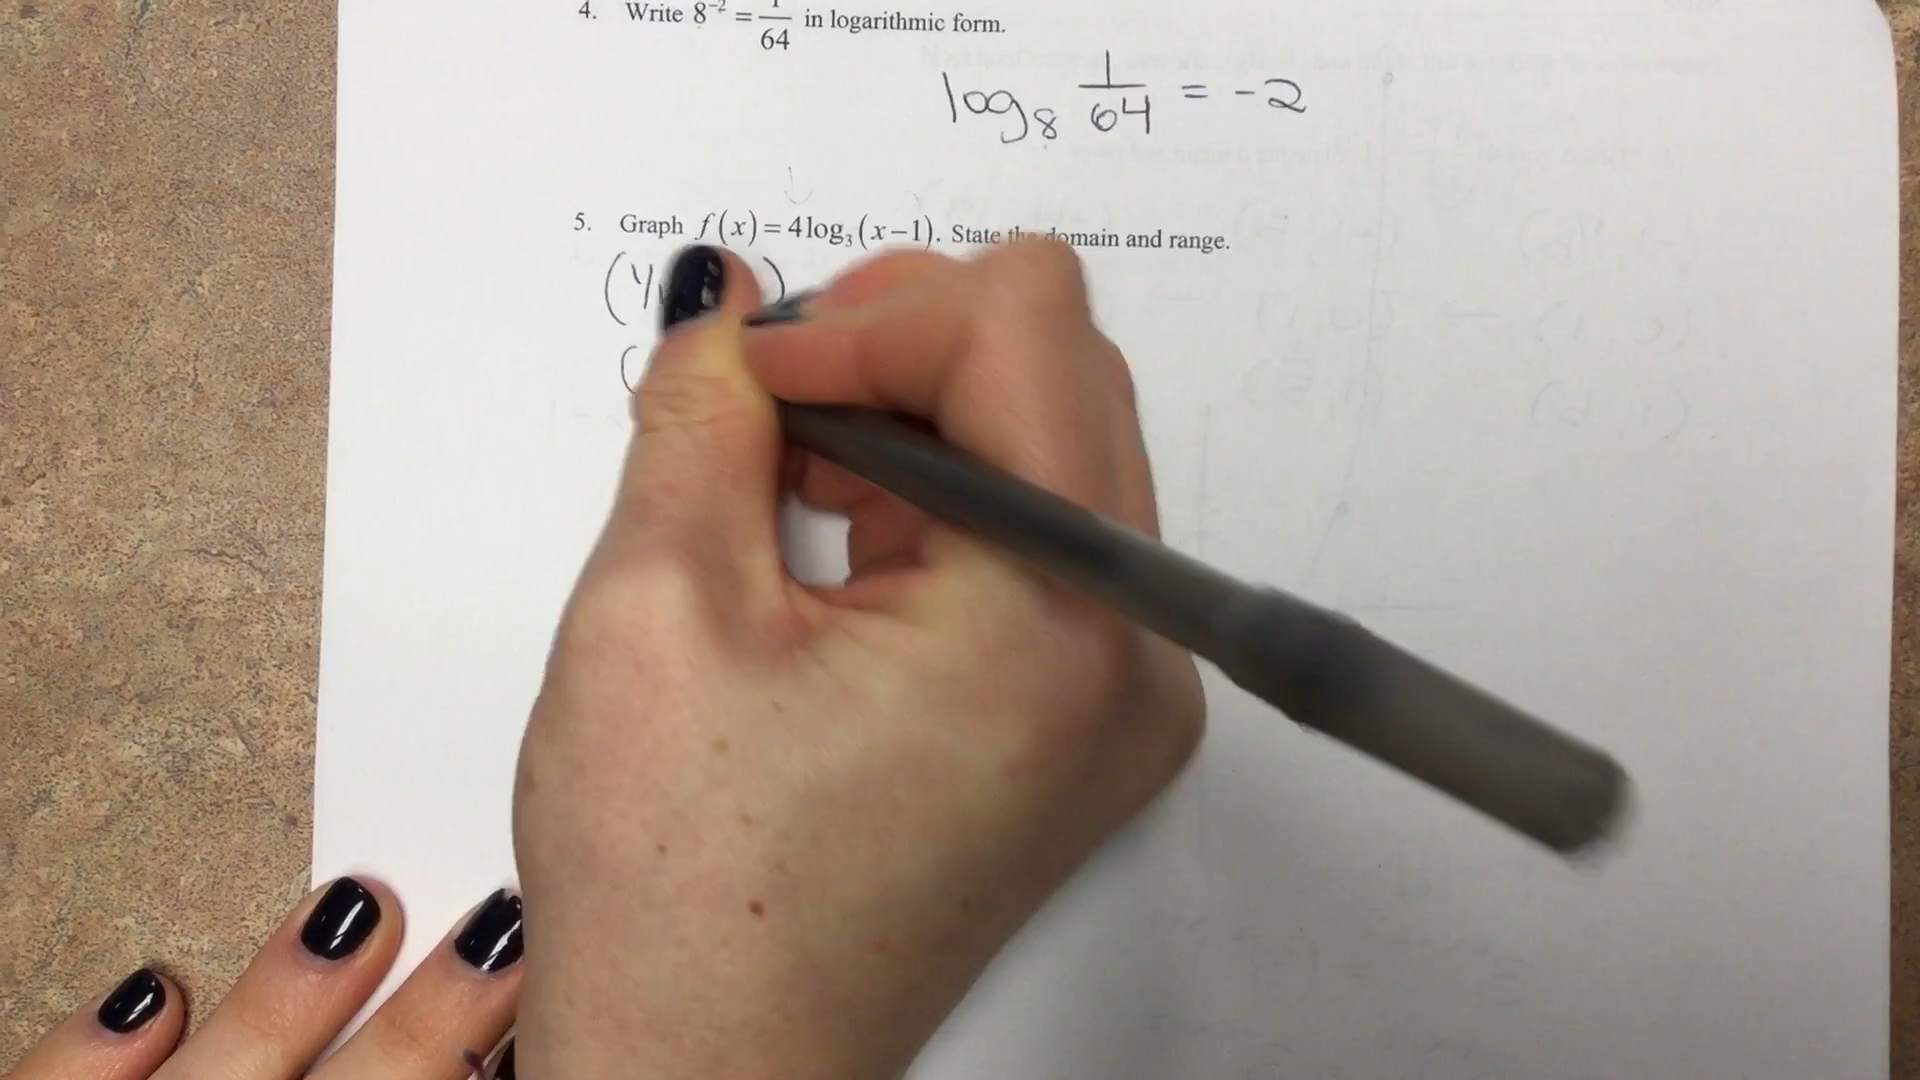 4. Write 8⁻² = 1/64 in logarithmic form.
log₈ 1/64 = -2
5. Graph f(x) = 4log₃(x−1). State the domain and range.
(1/ )
(